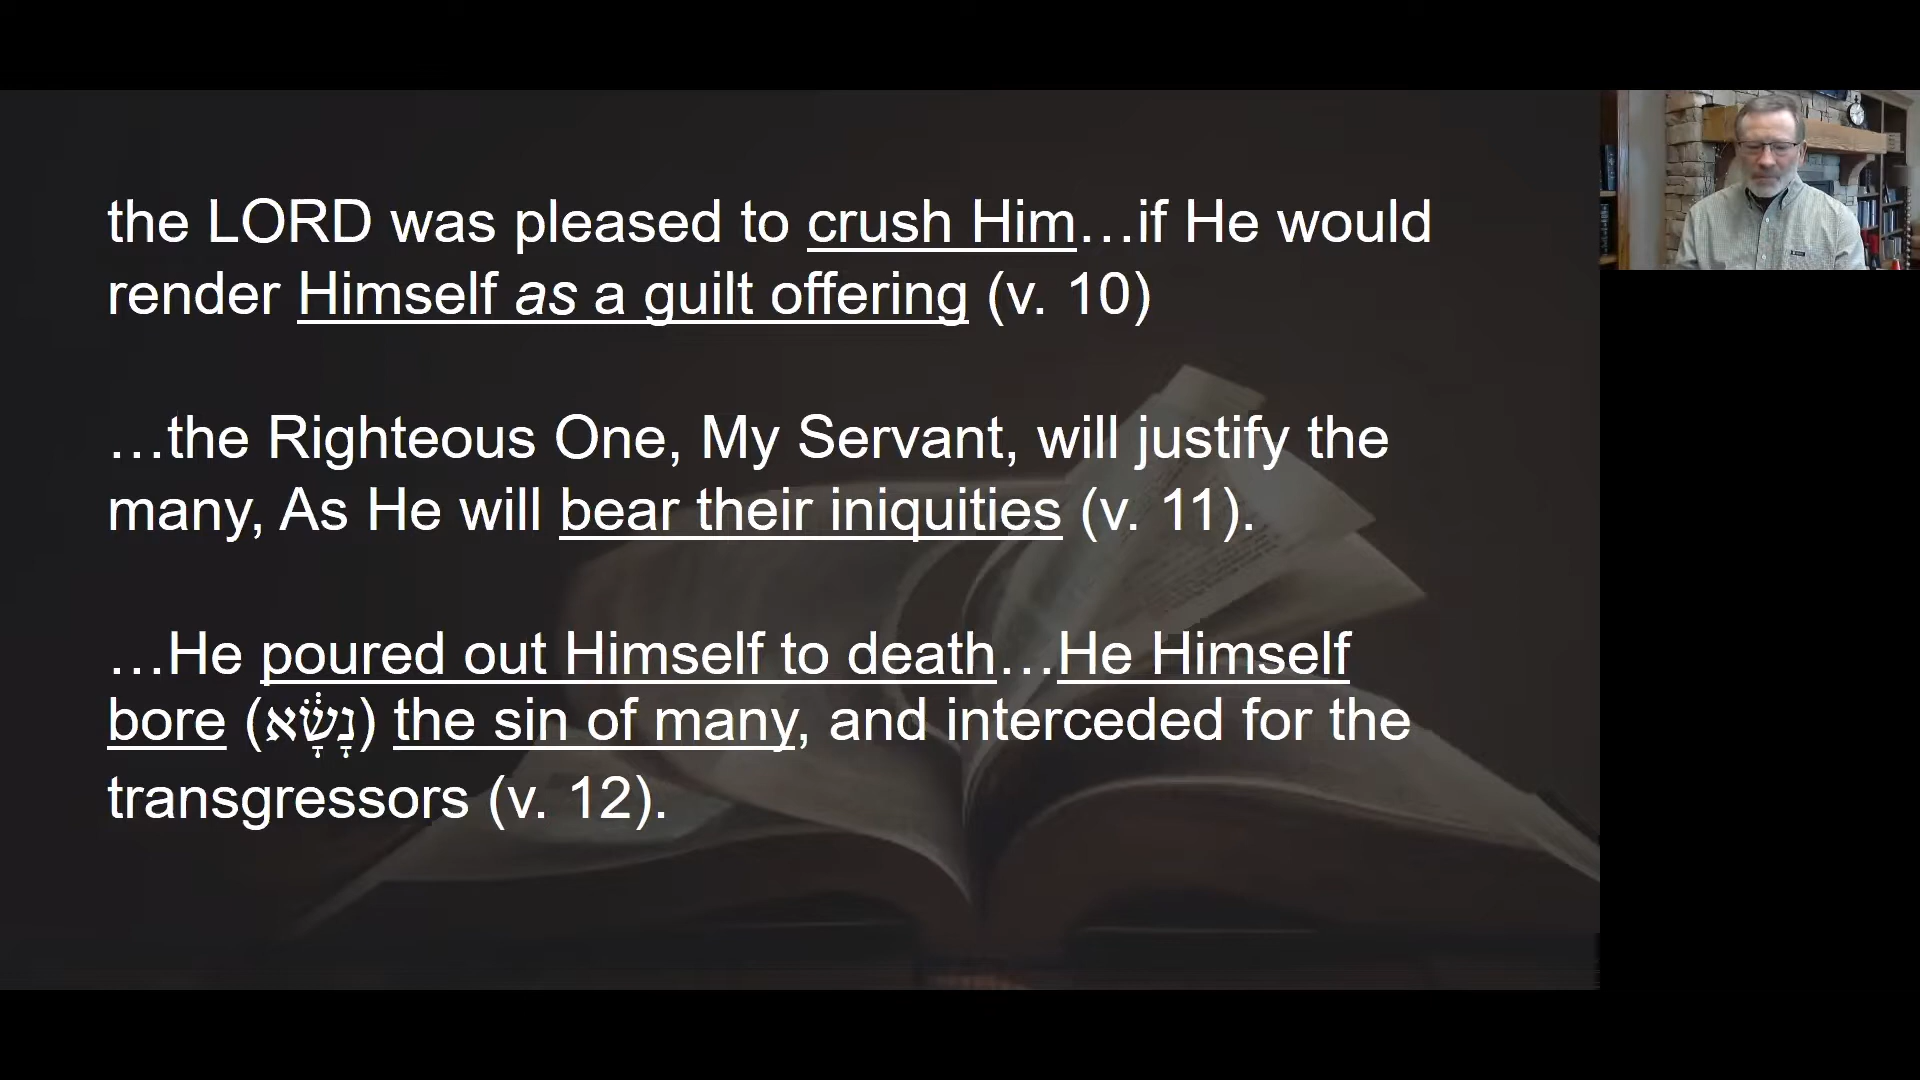 the LORD was pleased to crush Him…if He would
render Himself as a guilt offering (v. 10)
…the Righteous One, My Servant, will justify the
many, As He will bear their iniquities (v. 11).
…He poured out Himself to death…He Himself
bore (נָשָׂ֔א) the sin of many, and interceded for the
transgressors (v. 12).